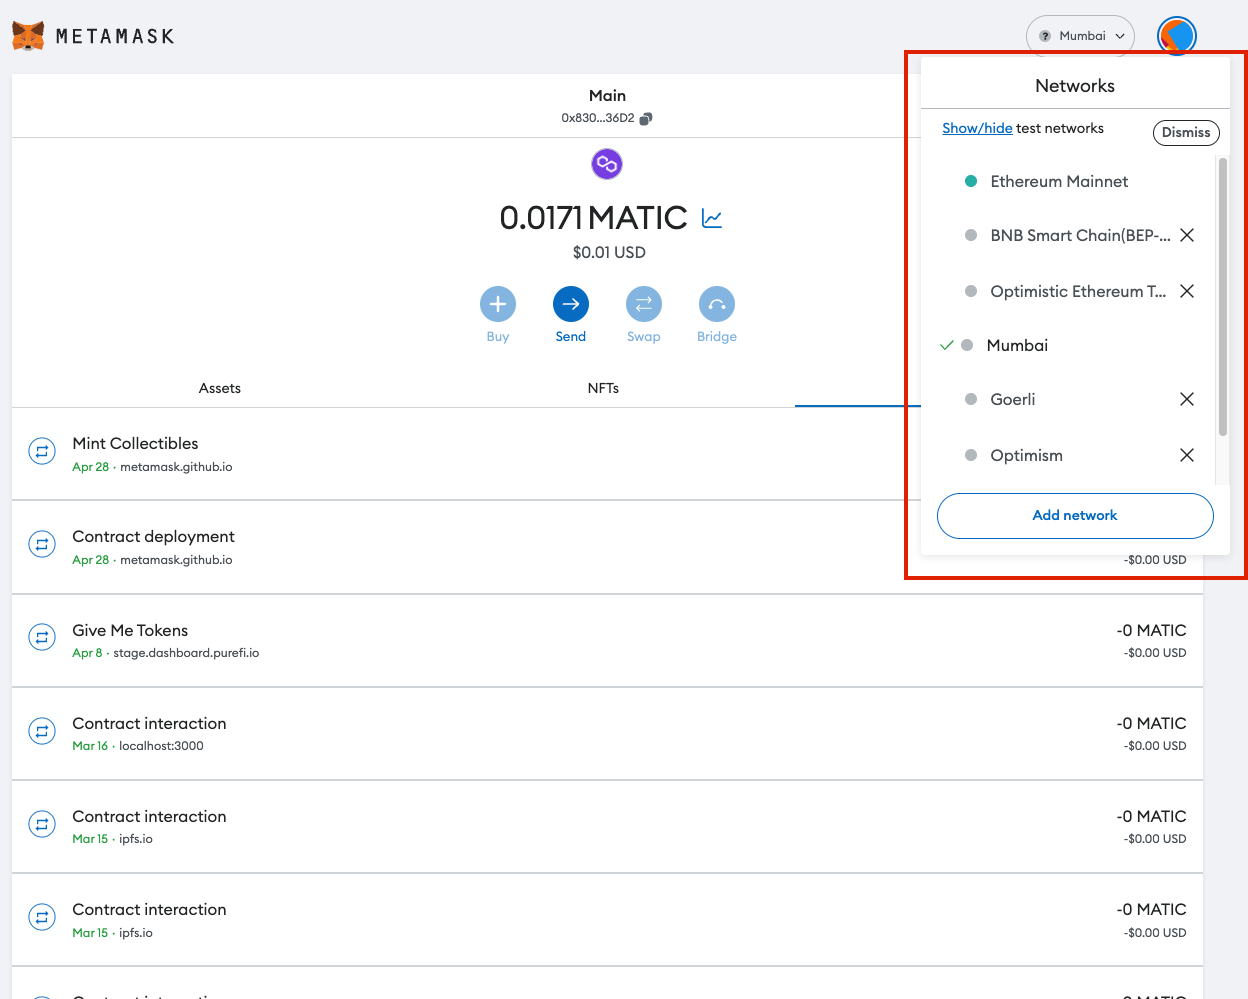 METAMASK
? Mumbai
Main
0x830...36D2
0.0171 MATIC
$0.01 USD
Buy
Send
Swap
Bridge
Assets
NFTs
Networks
Show/hide test networks
Dismiss
Ethereum Mainnet
BNB Smart Chain(BEP-...
Optimistic Ethereum T...
Mumbai
Goerli
Optimism
Add network
Mint Collectibles
Apr 28 · metamask.github.io
Contract deployment
Apr 28 · metamask.github.io
-$0.00 USD
Give Me Tokens
-0 MATIC
Apr 8 · stage.dashboard.purefi.io
-$0.00 USD
Contract interaction
-0 MATIC
Mar 16 · localhost:3000
-$0.00 USD
Contract interaction
-0 MATIC
Mar 15 · ipfs.io
-$0.00 USD
Contract interaction
-0 MATIC
Mar 15 · ipfs.io
-$0.00 USD